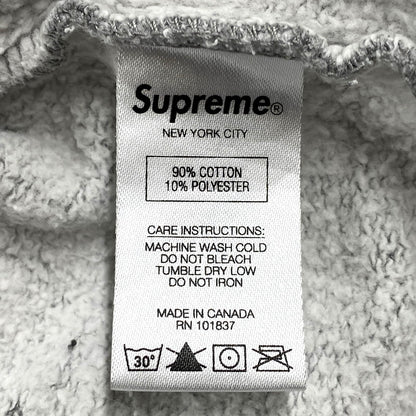 Supreme®
NEW YORK CITY
90% COTTON
10% POLYESTER
CARE INSTRUCTIONS:
MACHINE WASH COLD
DO NOT BLEACH
TUMBLE DRY LOW
DO NOT IRON
MADE IN CANADA
RN 101837
30°